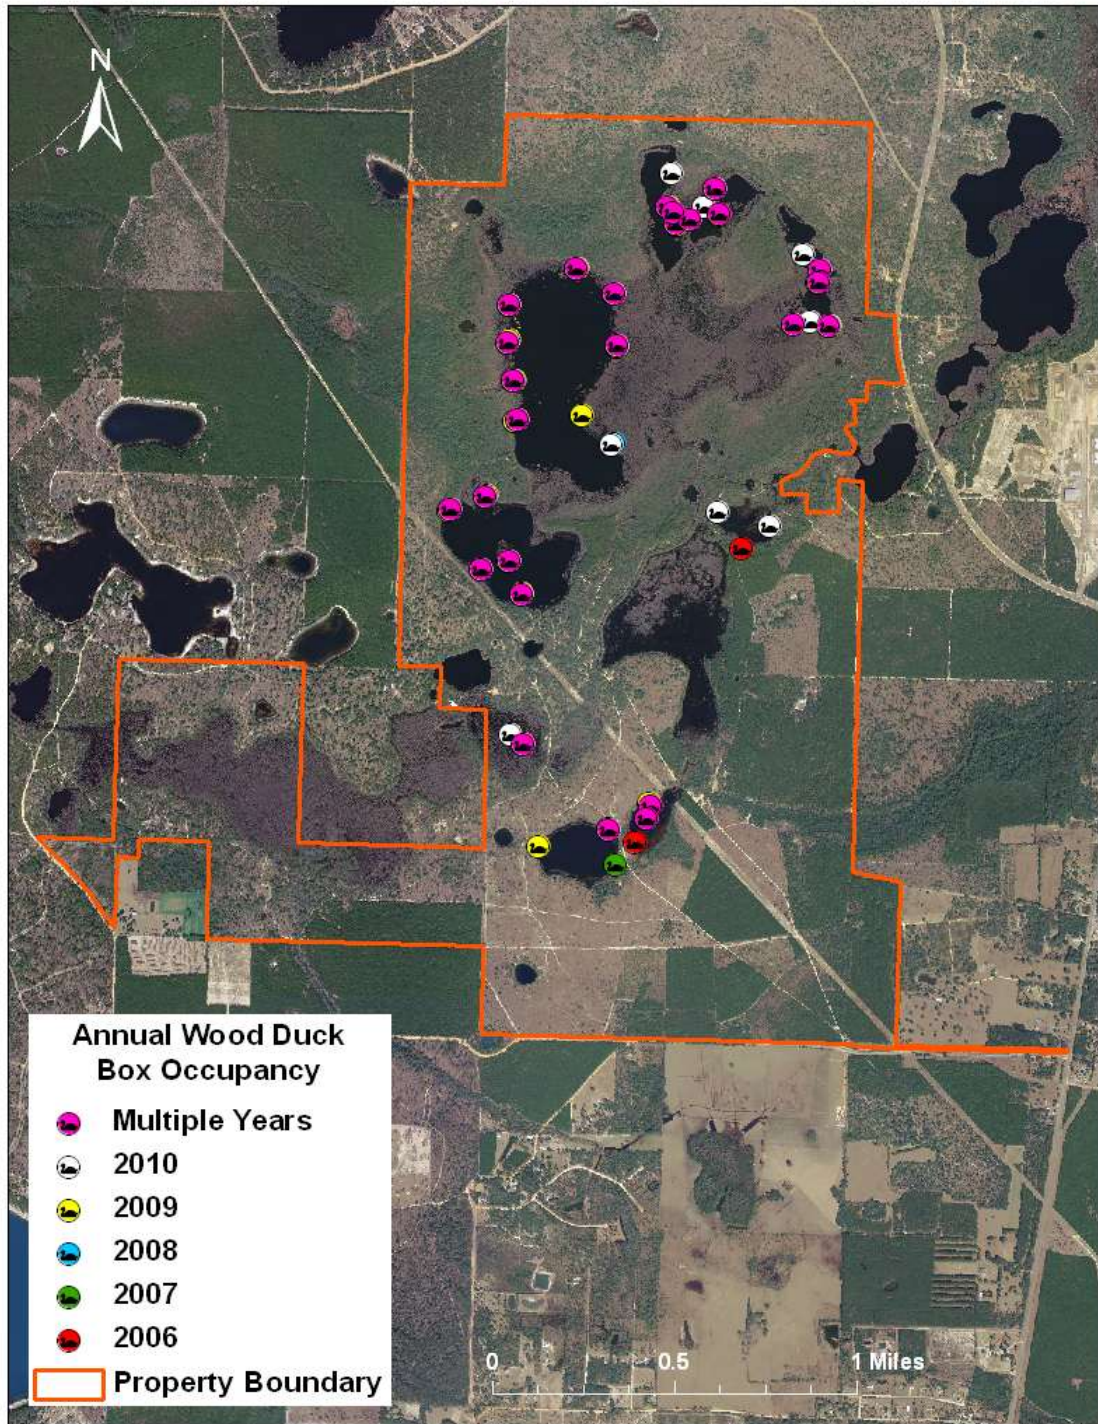 N
Annual Wood Duck
Box Occupancy
Multiple Years
2010
2009
2008
2007
2006
Property Boundary
0 0.5 1 Miles